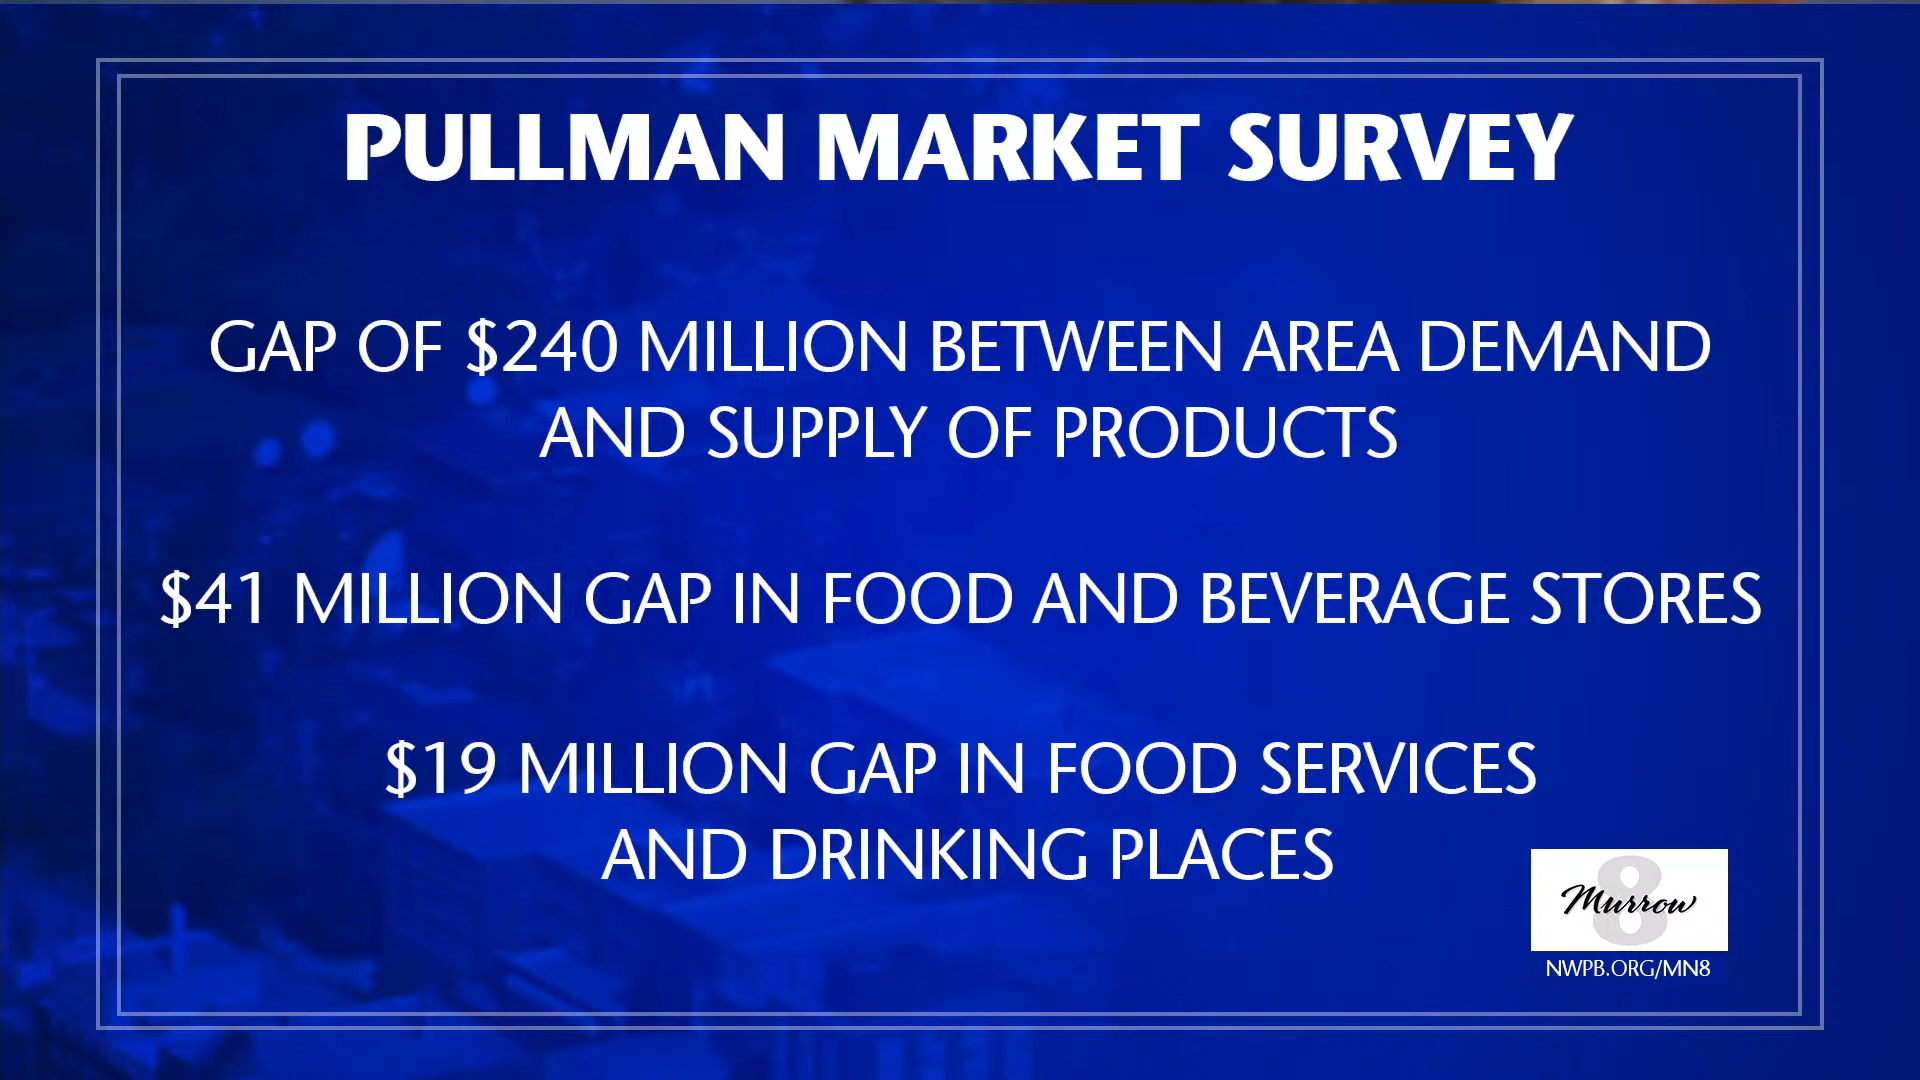 PULLMAN MARKET SURVEY
GAP OF $240 MILLION BETWEEN AREA DEMAND
AND SUPPLY OF PRODUCTS
$41 MILLION GAP IN FOOD AND BEVERAGE STORES
$19 MILLION GAP IN FOOD SERVICES
AND DRINKING PLACES
8
Murrow
NWPB.ORG/MN8